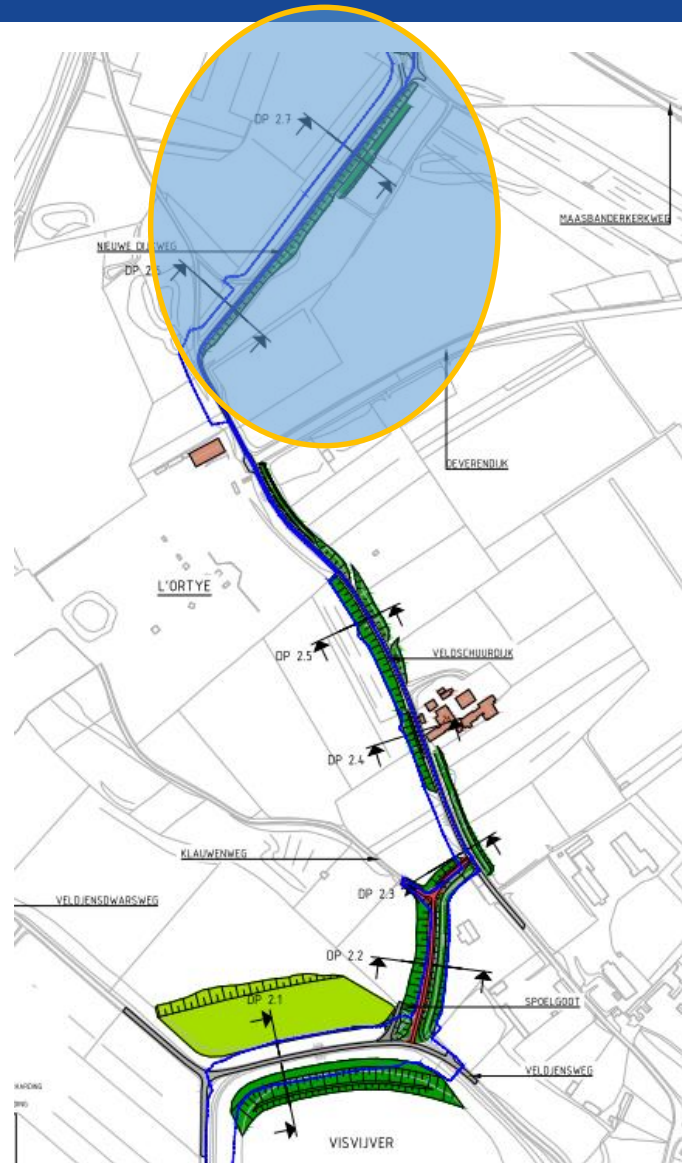 DP 2.7
MAASBANDERKERKWEG
NIEUWE DIJKWEG
DP 2.6
DEVERENDIJK
L'ORTYE
VELDSCHUURDIJK
DP 2.5
DP 2.4
KLAUWENWEG
DP 2.3
VELDJENSDWARSWEG
DP 2.2
DP 2.1
SPOELGOOT
VELDJENSWEG
VISVIJVER